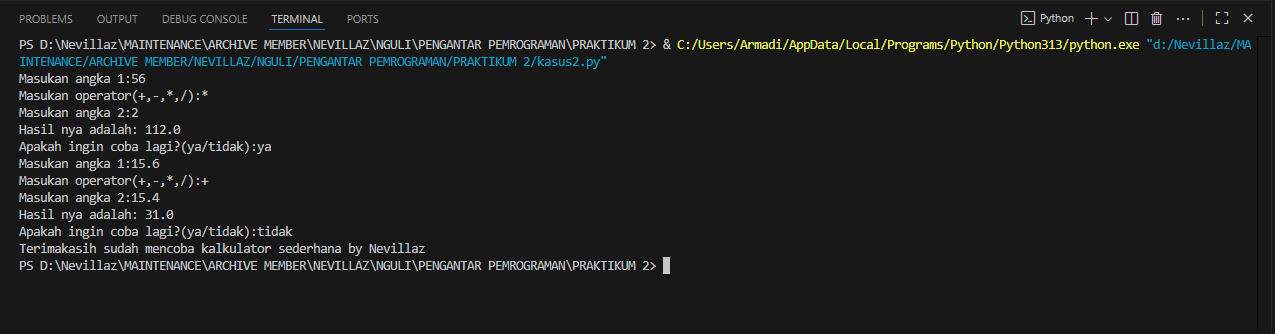 PROBLEMS OUTPUT DEBUG CONSOLE TERMINAL PORTS Python
PS D:\Nevillaz\MAINTENANCE\ARCHIVE MEMBER\NEVILLAZ\NGULI\PENGANTAR PEMROGRAMAN\PRAKTIKUM 2> & C:/Users/Armadi/AppData/Local/Programs/Python/Python313/python.exe "d:/Nevillaz/MA
INTENANCE/ARCHIVE MEMBER/NEVILLAZ/NGULI/PENGANTAR PEMROGRAMAN/PRAKTIKUM 2/kasus2.py"
Masukan angka 1:56
Masukan operator(+,-,*,/):*
Masukan angka 2:2
Hasil nya adalah: 112.0
Apakah ingin coba lagi?(ya/tidak):ya
Masukan angka 1:15.6
Masukan operator(+,-,*,/):+
Masukan angka 2:15.4
Hasil nya adalah: 31.0
Apakah ingin coba lagi?(ya/tidak):tidak
Terimakasih sudah mencoba kalkulator sederhana by Nevillaz
PS D:\Nevillaz\MAINTENANCE\ARCHIVE MEMBER\NEVILLAZ\NGULI\PENGANTAR PEMROGRAMAN\PRAKTIKUM 2>